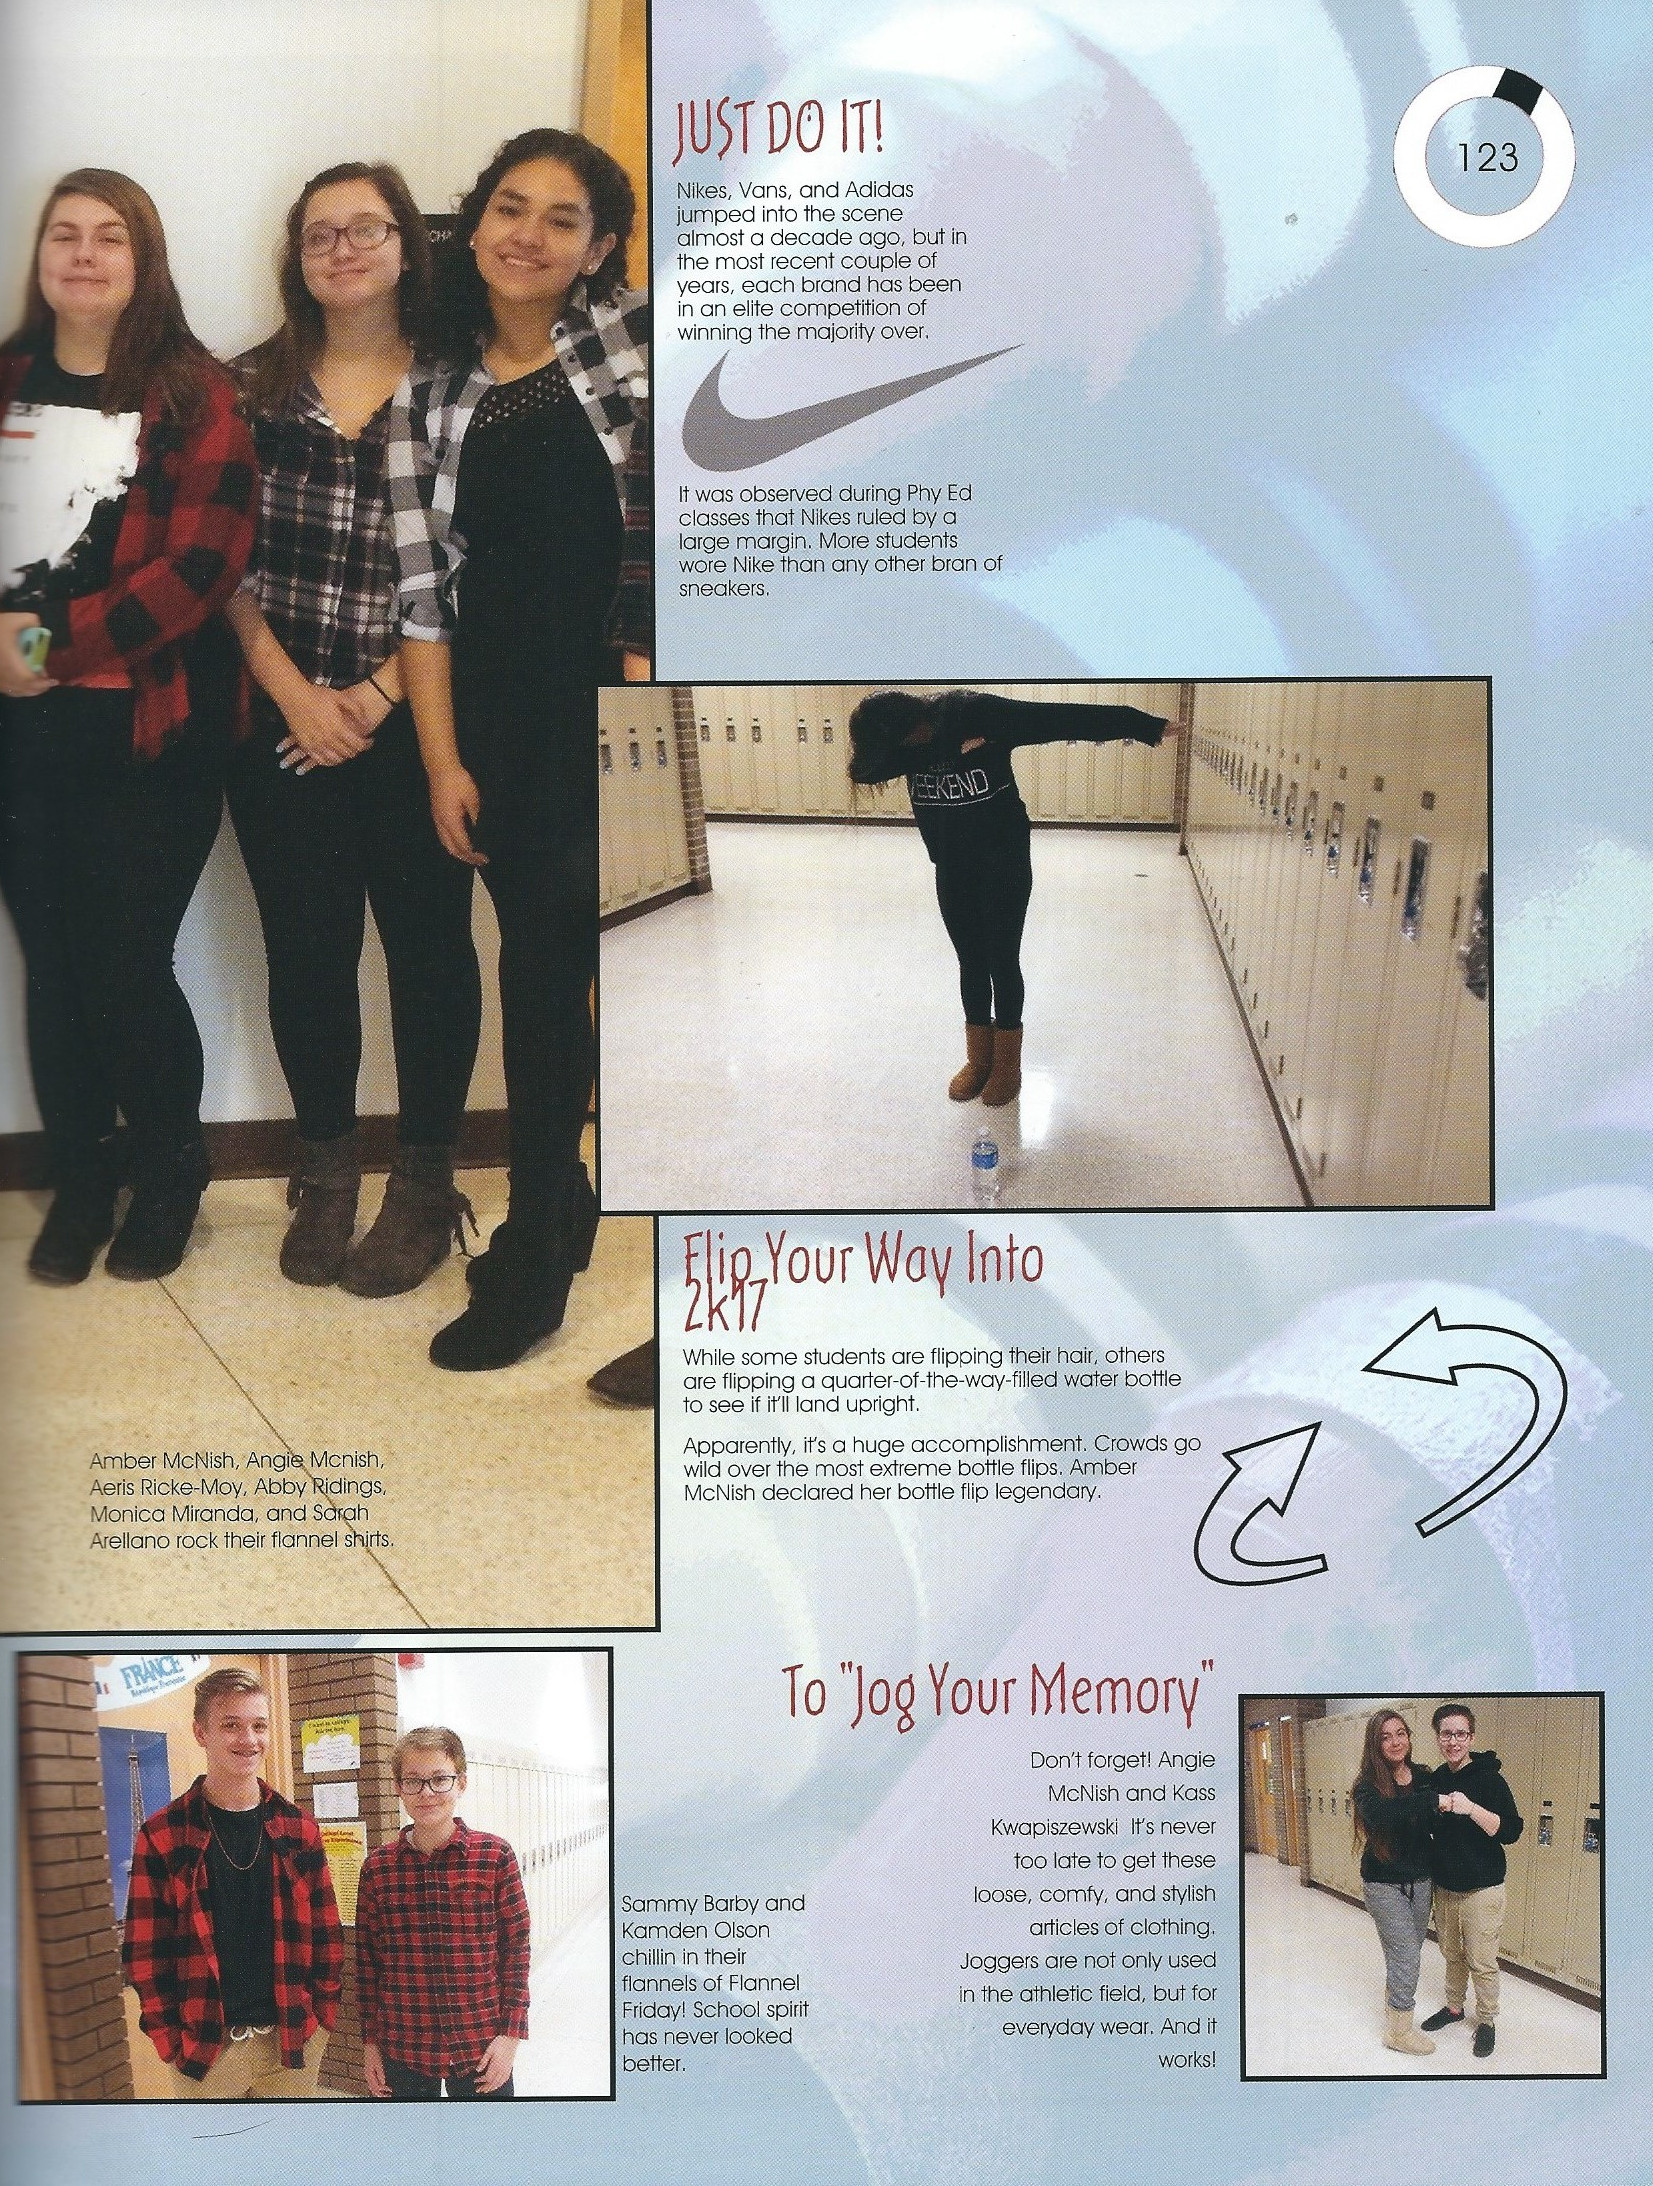 123
JUST DO IT!
Nikes, Vans, and Adidas
jumped into the scene
almost a decade ago, but in
the most recent couple of
years, each brand has been
in an elite competition of
winning the majority over.
It was observed during Phy Ed
classes that Nikes ruled by a
large margin. More students
wore Nike than any other bran of
sneakers.
EEKEND
Flip Your Way Into
2k17
While some students are flipping their hair, others
are flipping a quarter-of-the-way-filled water bottle
to see if it'll land upright.
Apparently, it's a huge accomplishment. Crowds go
wild over the most extreme bottle flips. Amber
McNish declared her bottle flip legendary.
Amber McNish, Angie Mcnish,
Aeris Ricke-Moy, Abby Ridings,
Monica Miranda, and Sarah
Arellano rock their flannel shirts.
FRANCE
Sammy Barby and
Kamden Olson
chillin in their
flannels of Flannel
Friday! School spirit
has never looked
better.
To "Jog Your Memory"
Don't forget! Angie
McNish and Kass
Kwapiszewski It's never
too late to get these
loose, comfy, and stylish
articles of clothing.
Joggers are not only used
in the athletic field, but for
everyday wear. And it
works!